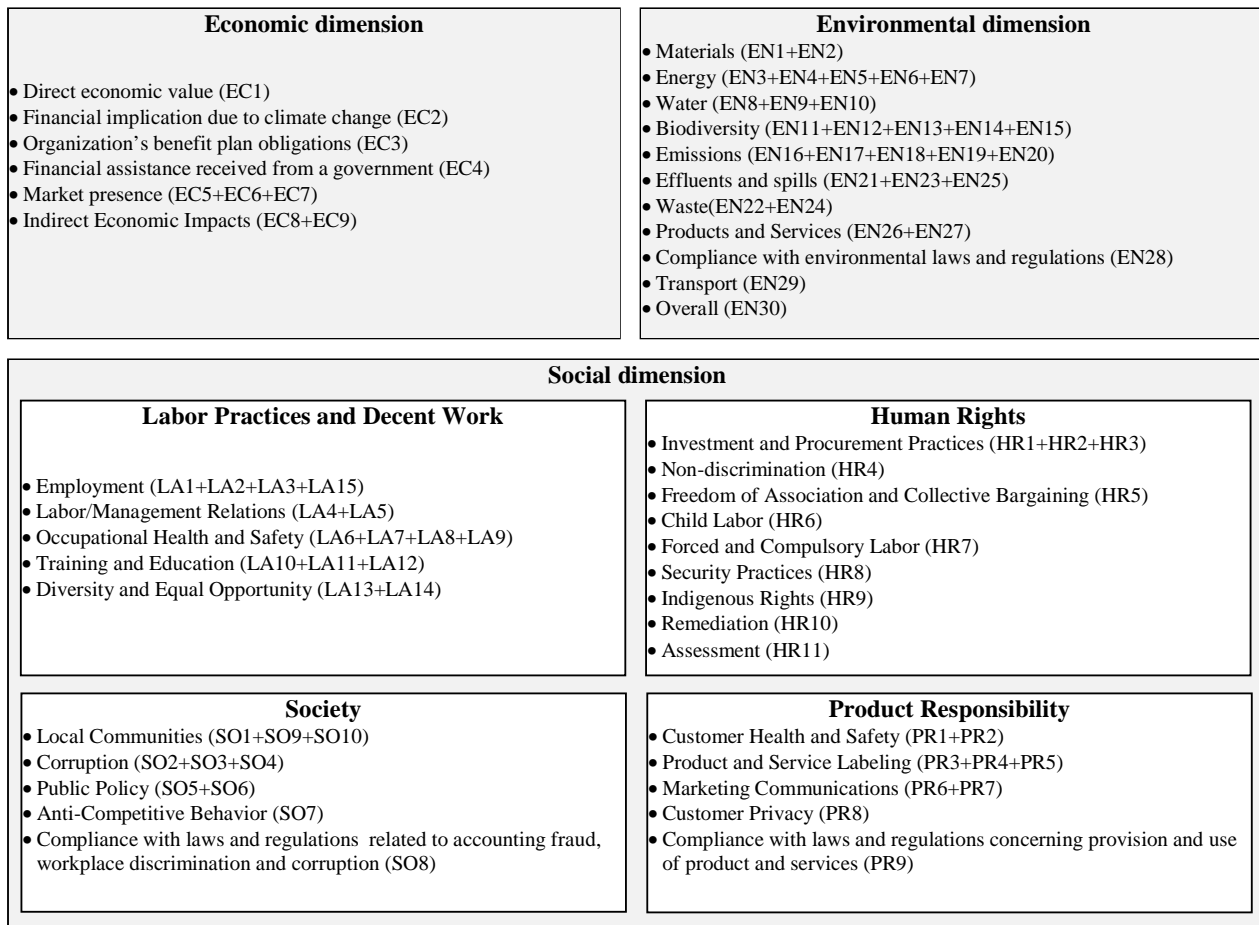 Economic dimension
• Direct economic value (EC1)
• Financial implication due to climate change (EC2)
• Organization’s benefit plan obligations (EC3)
• Financial assistance received from a government (EC4)
• Market presence (EC5+EC6+EC7)
• Indirect Economic Impacts (EC8+EC9)
Environmental dimension
• Materials (EN1+EN2)
• Energy (EN3+EN4+EN5+EN6+EN7)
• Water (EN8+EN9+EN10)
• Biodiversity (EN11+EN12+EN13+EN14+EN15)
• Emissions (EN16+EN17+EN18+EN19+EN20)
• Effluents and spills (EN21+EN23+EN25)
• Waste(EN22+EN24)
• Products and Services (EN26+EN27)
• Compliance with environmental laws and regulations (EN28)
• Transport (EN29)
• Overall (EN30)
Social dimension
Labor Practices and Decent Work
• Employment (LA1+LA2+LA3+LA15)
• Labor/Management Relations (LA4+LA5)
• Occupational Health and Safety (LA6+LA7+LA8+LA9)
• Training and Education (LA10+LA11+LA12)
• Diversity and Equal Opportunity (LA13+LA14)
Human Rights
• Investment and Procurement Practices (HR1+HR2+HR3)
• Non-discrimination (HR4)
• Freedom of Association and Collective Bargaining (HR5)
• Child Labor (HR6)
• Forced and Compulsory Labor (HR7)
• Security Practices (HR8)
• Indigenous Rights (HR9)
• Remediation (HR10)
• Assessment (HR11)
Society
• Local Communities (SO1+SO9+SO10)
• Corruption (SO2+SO3+SO4)
• Public Policy (SO5+SO6)
• Anti-Competitive Behavior (SO7)
• Compliance with laws and regulations related to accounting fraud,
workplace discrimination and corruption (SO8)
Product Responsibility
• Customer Health and Safety (PR1+PR2)
• Product and Service Labeling (PR3+PR4+PR5)
• Marketing Communications (PR6+PR7)
• Customer Privacy (PR8)
• Compliance with laws and regulations concerning provision and use
of product and services (PR9)